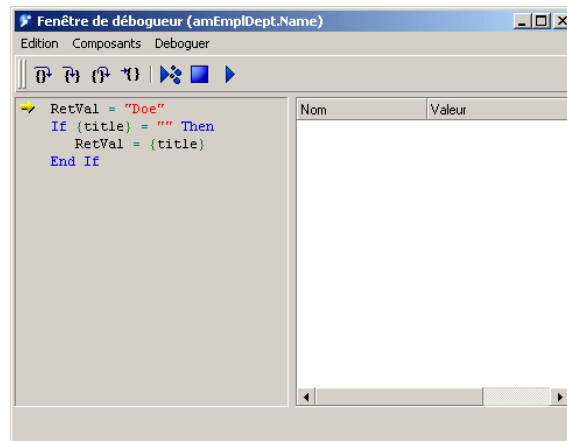 Fenêtre de débogueur (amEmplDept.Name)
Edition Composants Deboguer
RetVal = "Doe"
If {title} = "" Then
RetVal = {title}
End If
Nom Valeur